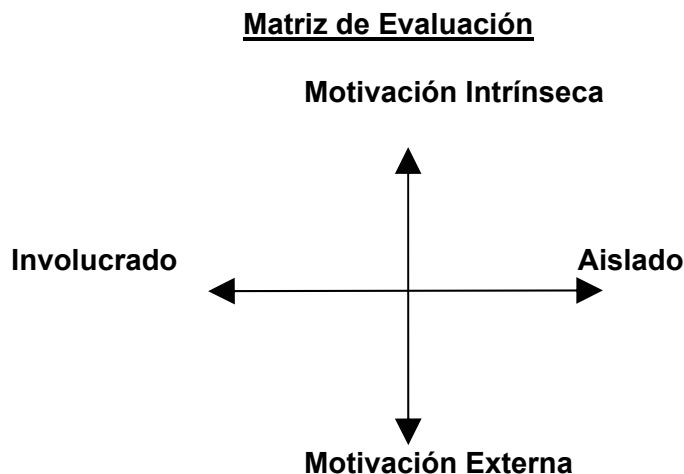 Matriz de Evaluación
Motivación Intrínseca
Involucrado
Aislado
Motivación Externa